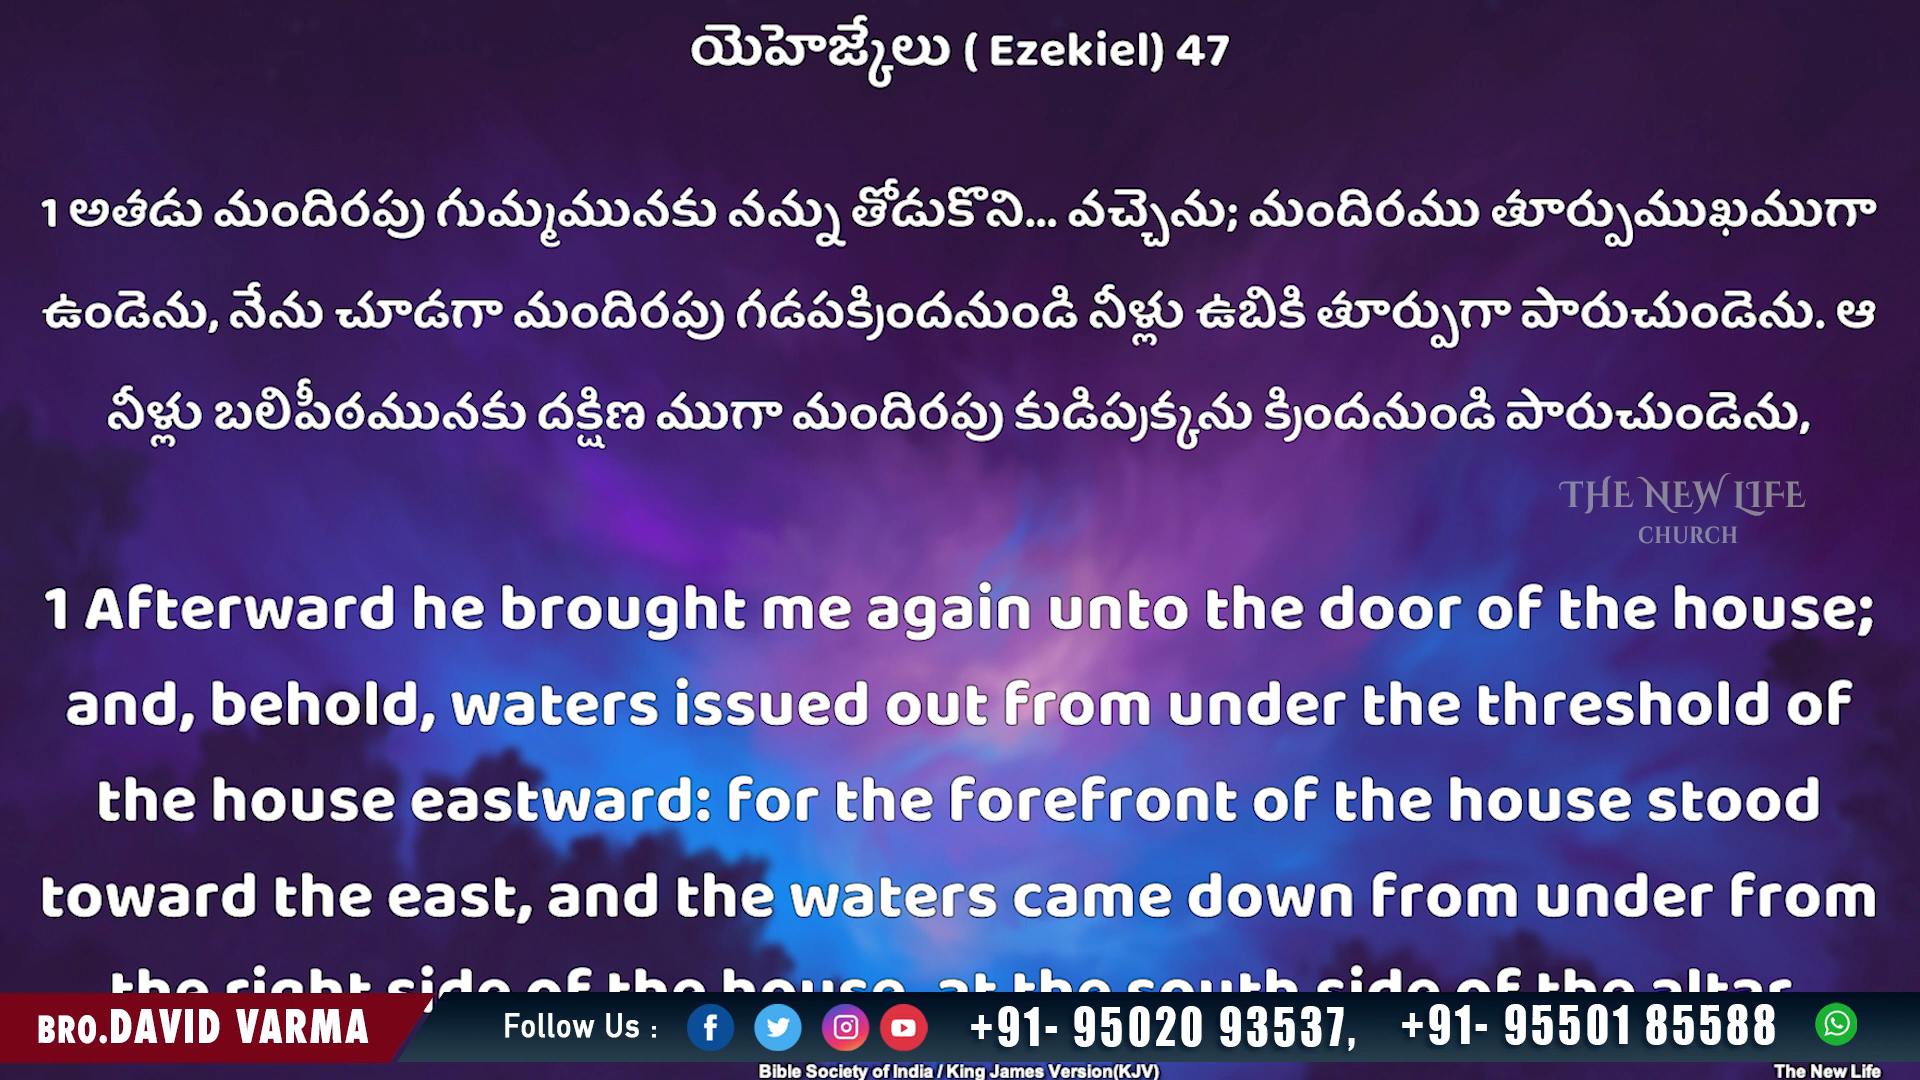 యెహెజ్కేలు ( Ezekiel) 47
1 అతడు మందిరపు గుమ్మమునకు నన్ను తోడుకొని... వచ్చెను; మందిరము తూర్పుముఖముగా
ఉండెను, నేను చూడగా మందిరపు గడపక్రిందనుండి నీళ్లు ఉబికి తూర్పుగా పారుచుండెను. ఆ
నీళ్లు బలిపీఠమునకు దక్షిణ ముగా మందిరపు కుడిప్రక్కను క్రిందనుండి పారుచుండెను,
THE NEW LIFE
CHURCH
1 Afterward he brought me again unto the door of the house;
and, behold, waters issued out from under the threshold of
the house eastward: for the forefront of the house stood
toward the east, and the waters came down from under from
the right side of the house, at the south side of the altar.
BRO.DAVID VARMA Follow Us : +91- 95020 93537, +91- 95501 85588
Bible Society of India / King James Version(KJV) The New Life